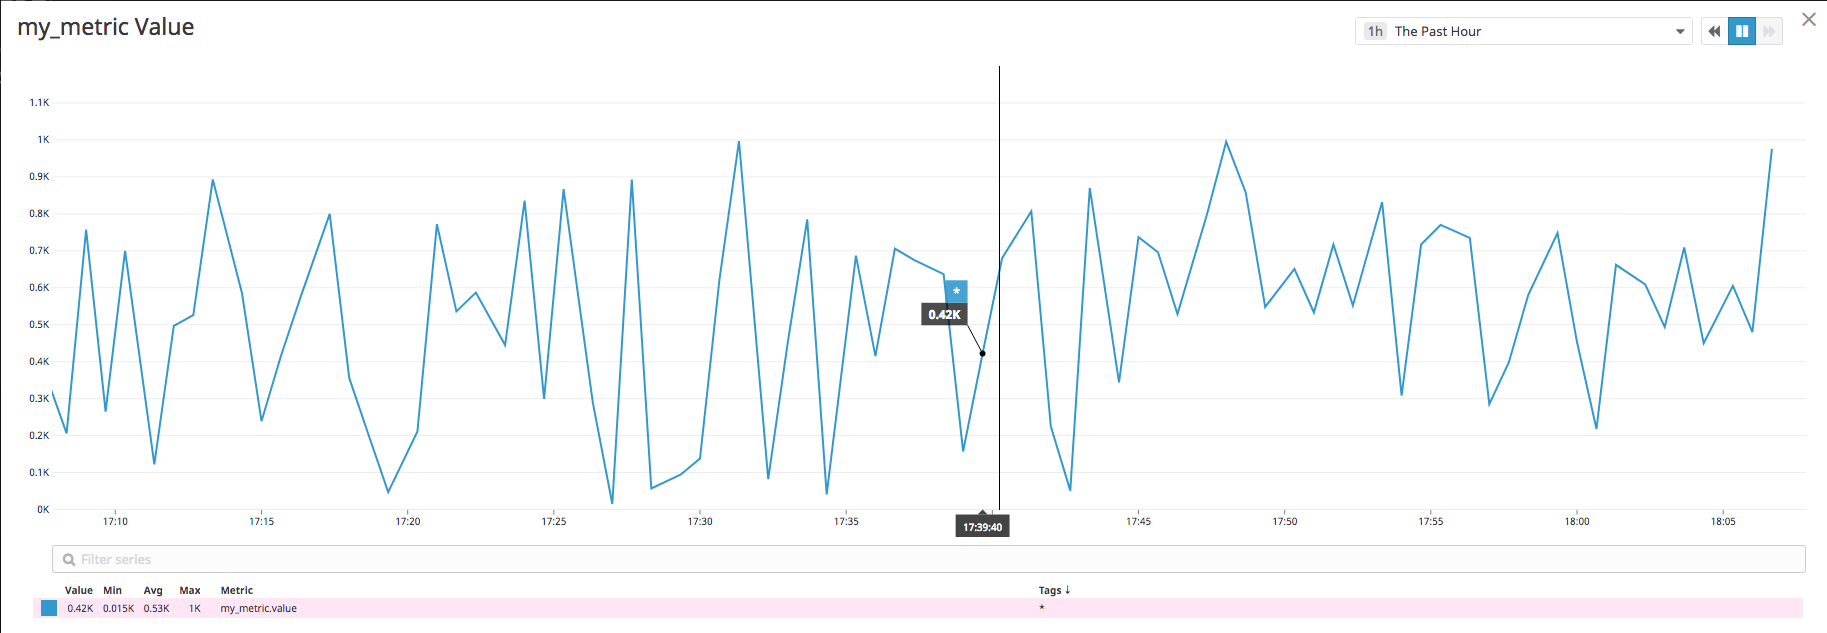 my_metric Value
1h The Past Hour
1.1K
1K
0.9K
0.8K
0.7K
0.6K
0.5K
0.4K
0.3K
0.2K
0.1K
0K
*
0.42K
17:10 17:15 17:20 17:25 17:30 17:35 17:39:40 17:45 17:50 17:55 18:00 18:05
Filter series
Value Min Avg Max Metric Tags ↓
0.42K 0.015K 0.53K 1K my_metric.value *